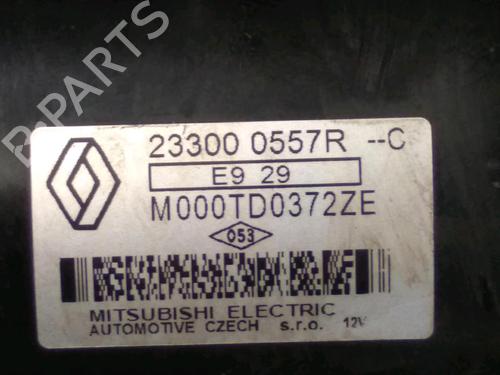 B-PARTS
23300 0557R --C
E9 29
M000TD0372ZE
053
MITSUBISHI ELECTRIC
AUTOMOTIVE CZECH s.r.o. 12V